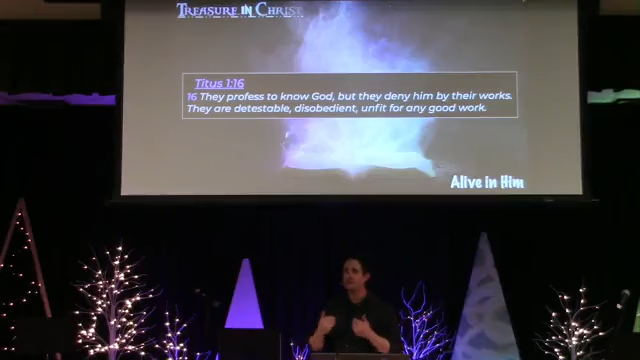 TREASURE IN CHRIST
Titus 1:16
16 They profess to know God, but they deny him by their works.
They are detestable, disobedient, unfit for any good work.
Alive in Him